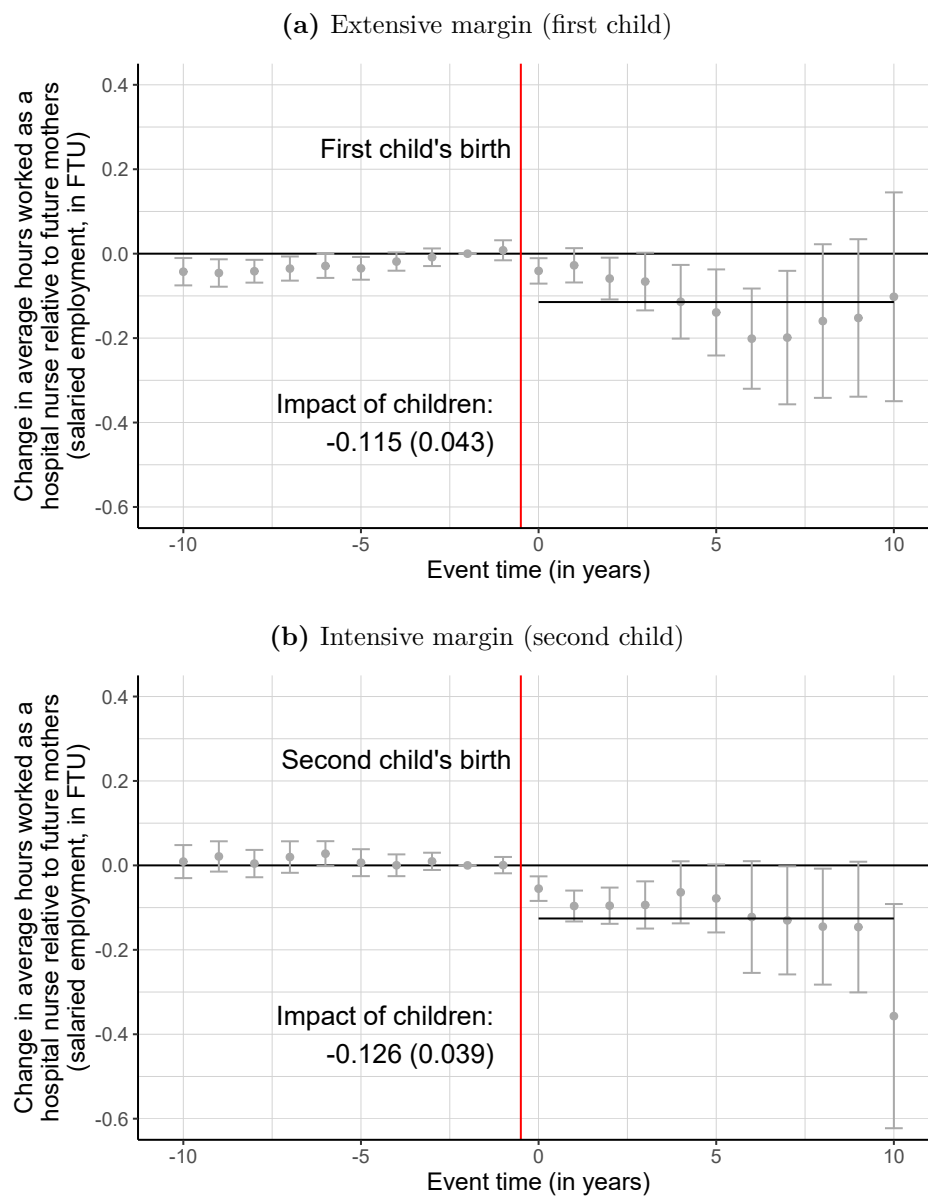 (a) Extensive margin (first child)
Change in average hours worked as a
hospital nurse relative to future mothers
(salaried employment, in FTU)
0.4
0.2
0.0
-0.2
-0.4
-0.6
First child's birth
Impact of children:
-0.115 (0.043)
-10
-5
0
5
10
Event time (in years)
(b) Intensive margin (second child)
Change in average hours worked as a
hospital nurse relative to future mothers
(salaried employment, in FTU)
0.4
0.2
0.0
-0.2
-0.4
-0.6
Second child's birth
Impact of children:
-0.126 (0.039)
-10
-5
0
5
10
Event time (in years)